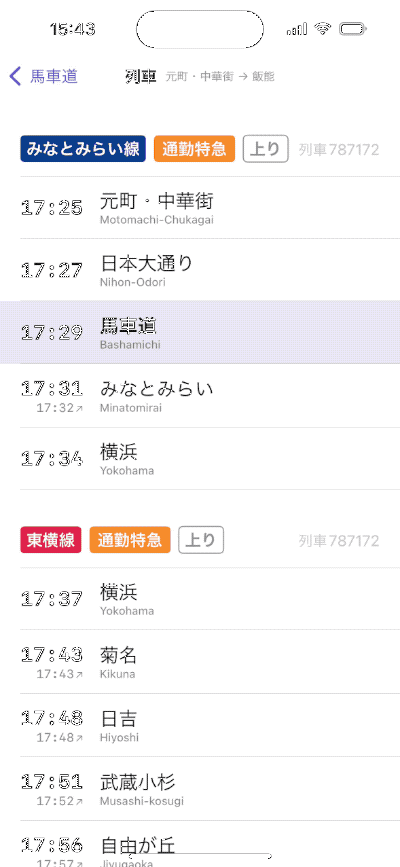 15:43
馬車道 列車 元町・中華街 → 飯能
みなとみらい線 通勤特急 上り 列車787172
17:25 元町・中華街
Motomachi-Chukagai
17:27 日本大通り
Nihon-Odori
17:29 馬車道
Bashamichi
17:31 みなとみらい
17:32↗ Minatomirai
17:34 横浜
Yokohama
東横線 通勤特急 上り 列車787172
17:37 横浜
Yokohama
17:43 菊名
17:43↗ Kikuna
17:48 日吉
17:48↗ Hiyoshi
17:51 武蔵小杉
17:52↗ Musashi-kosugi
17:56 自由が丘
17:57↗ Jiyugaoka